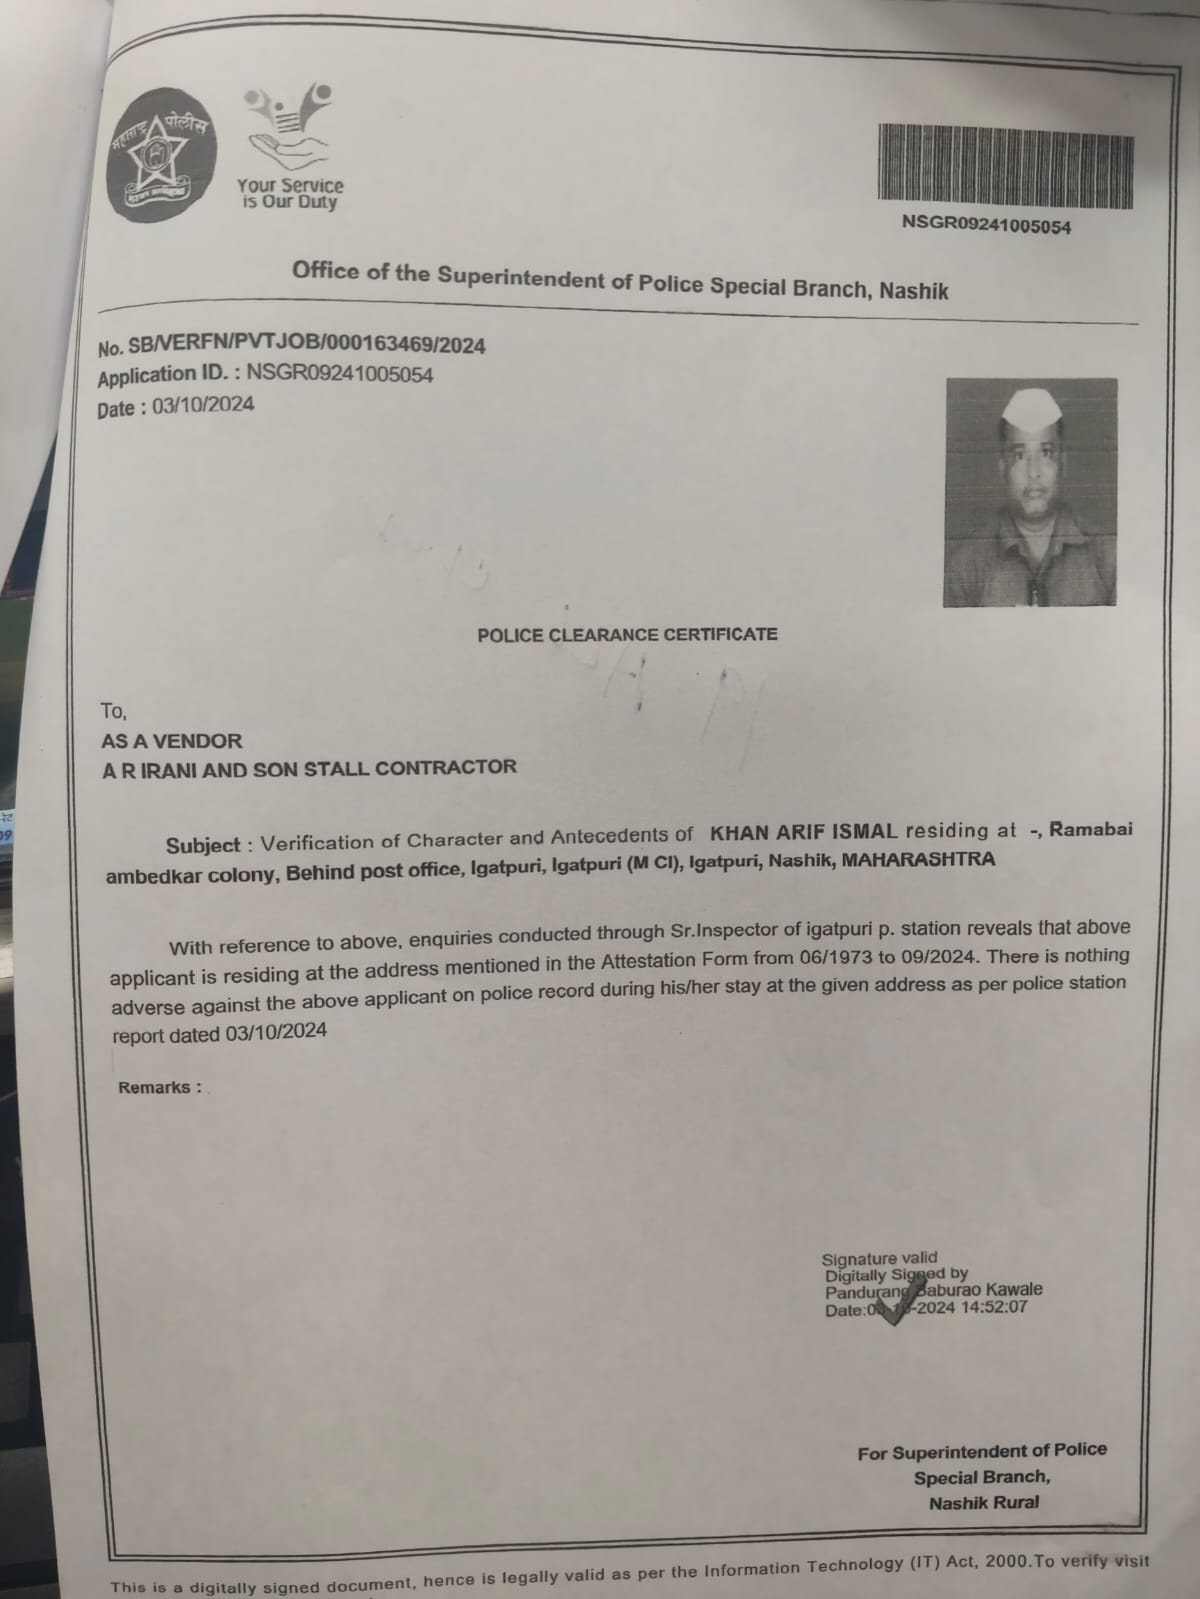 महाराष्ट्र पोलीस
Your Service
is Our Duty
NSGR09241005054
Office of the Superintendent of Police Special Branch, Nashik
No. SB/VERFN/PVTJOB/000163469/2024
Application ID. : NSGR09241005054
Date : 03/10/2024
POLICE CLEARANCE CERTIFICATE
To,
AS A VENDOR
A R IRANI AND SON STALL CONTRACTOR
Subject : Verification of Character and Antecedents of KHAN ARIF ISMAL residing at -, Ramabai
ambedkar colony, Behind post office, Igatpuri, Igatpuri (M Cl), Igatpuri, Nashik, MAHARASHTRA
With reference to above, enquiries conducted through Sr.Inspector of igatpuri p. station reveals that above
applicant is residing at the address mentioned in the Attestation Form from 06/1973 to 09/2024. There is nothing
adverse against the above applicant on police record during his/her stay at the given address as per police station
report dated 03/10/2024
Remarks :
Signature valid
Digitally Signed by
Pandurang Baburao Kawale
Date:03-10-2024 14:52:07
For Superintendent of Police
Special Branch,
Nashik Rural
This is a digitally signed document, hence is legally valid as per the Information Technology (IT) Act, 2000.To verify visit